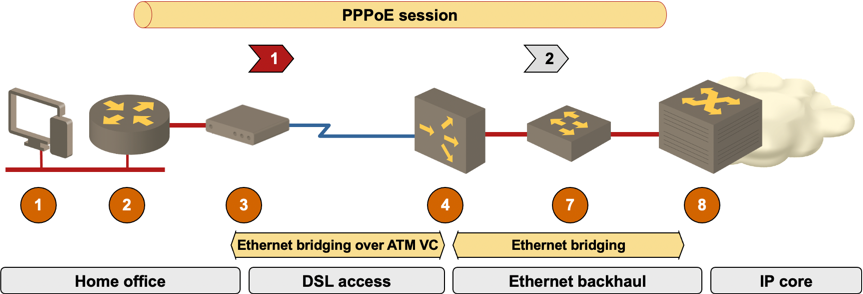 PPPoE session
1
2
1
2
3
4
7
8
Ethernet bridging over ATM VC
Ethernet bridging
Home office
DSL access
Ethernet backhaul
IP core